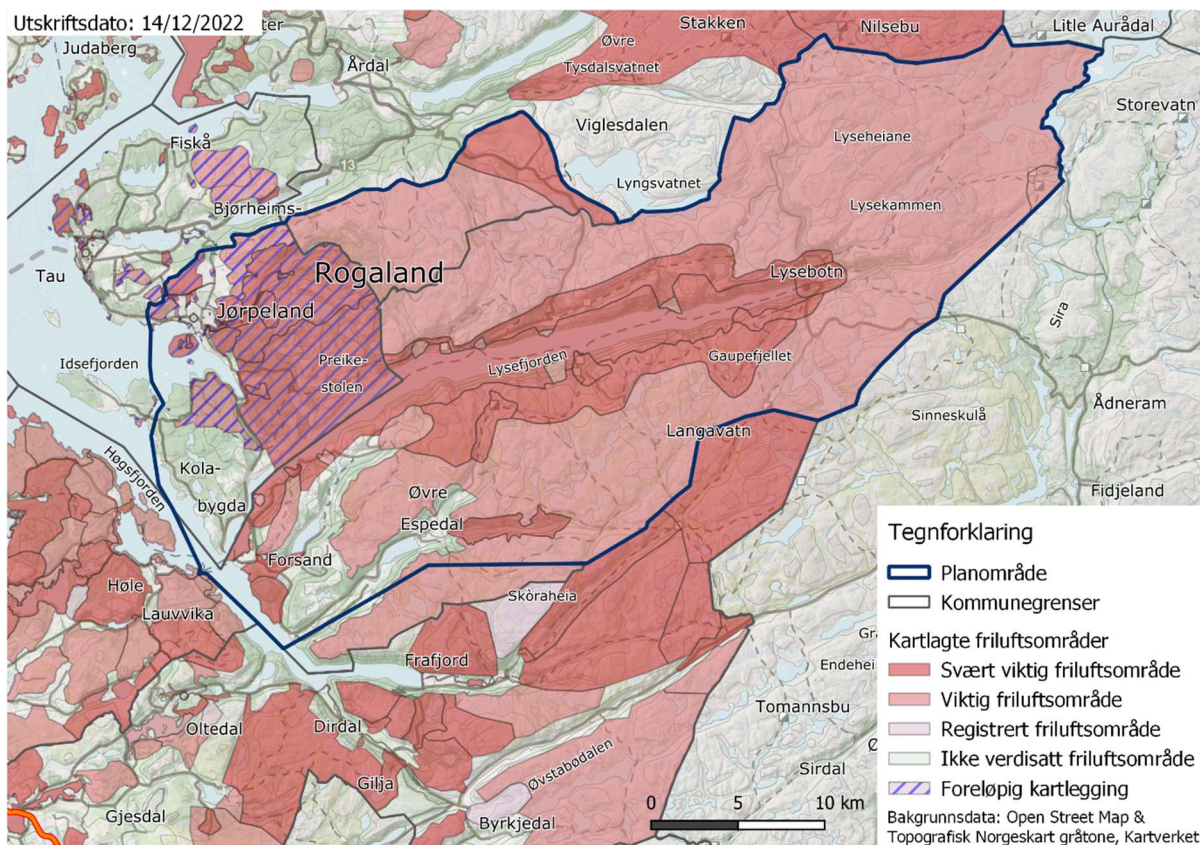 Utskriftsdato: 14/12/2022
ter
Judaberg
Årdal
Øvre
Tysdalsvatnet
Stakken
Nilsebu
Litle Aurådal
Storevatn
Fiskå
13
Viglesdalen
Lyseheiane
Lyngsvatnet
Bjørheims-
Lysekammen
Tau
Rogaland
Lysebotn
Jørpeland
Sira
Idsefjorden
Preike-
stolen
Lysefjorden
Gaupefjellet
Ådneram
Sinneskulå
Langavatn
Høgsfjorden
Kola-
bygda
Øvre
Espedal
Fidjeland
Forsand
Høle
Lauvvika
Skòraheia
Frafjord
Endehei
Tomannsbu
Oltedal
Dirdal
Øvstabødalen
Sirdal
Gilja
Gjesdal
Byrkjedal
0 5 10 km
Tegnforklaring
Planområde
Kommunegrenser
Kartlagte friluftsområder
Svært viktig friluftsområde
Viktig friluftsområde
Registrert friluftsområde
Ikke verdisatt friluftsområde
Foreløpig kartlegging
Bakgrunnsdata: Open Street Map &
Topografisk Norgeskart gråtone, Kartverket